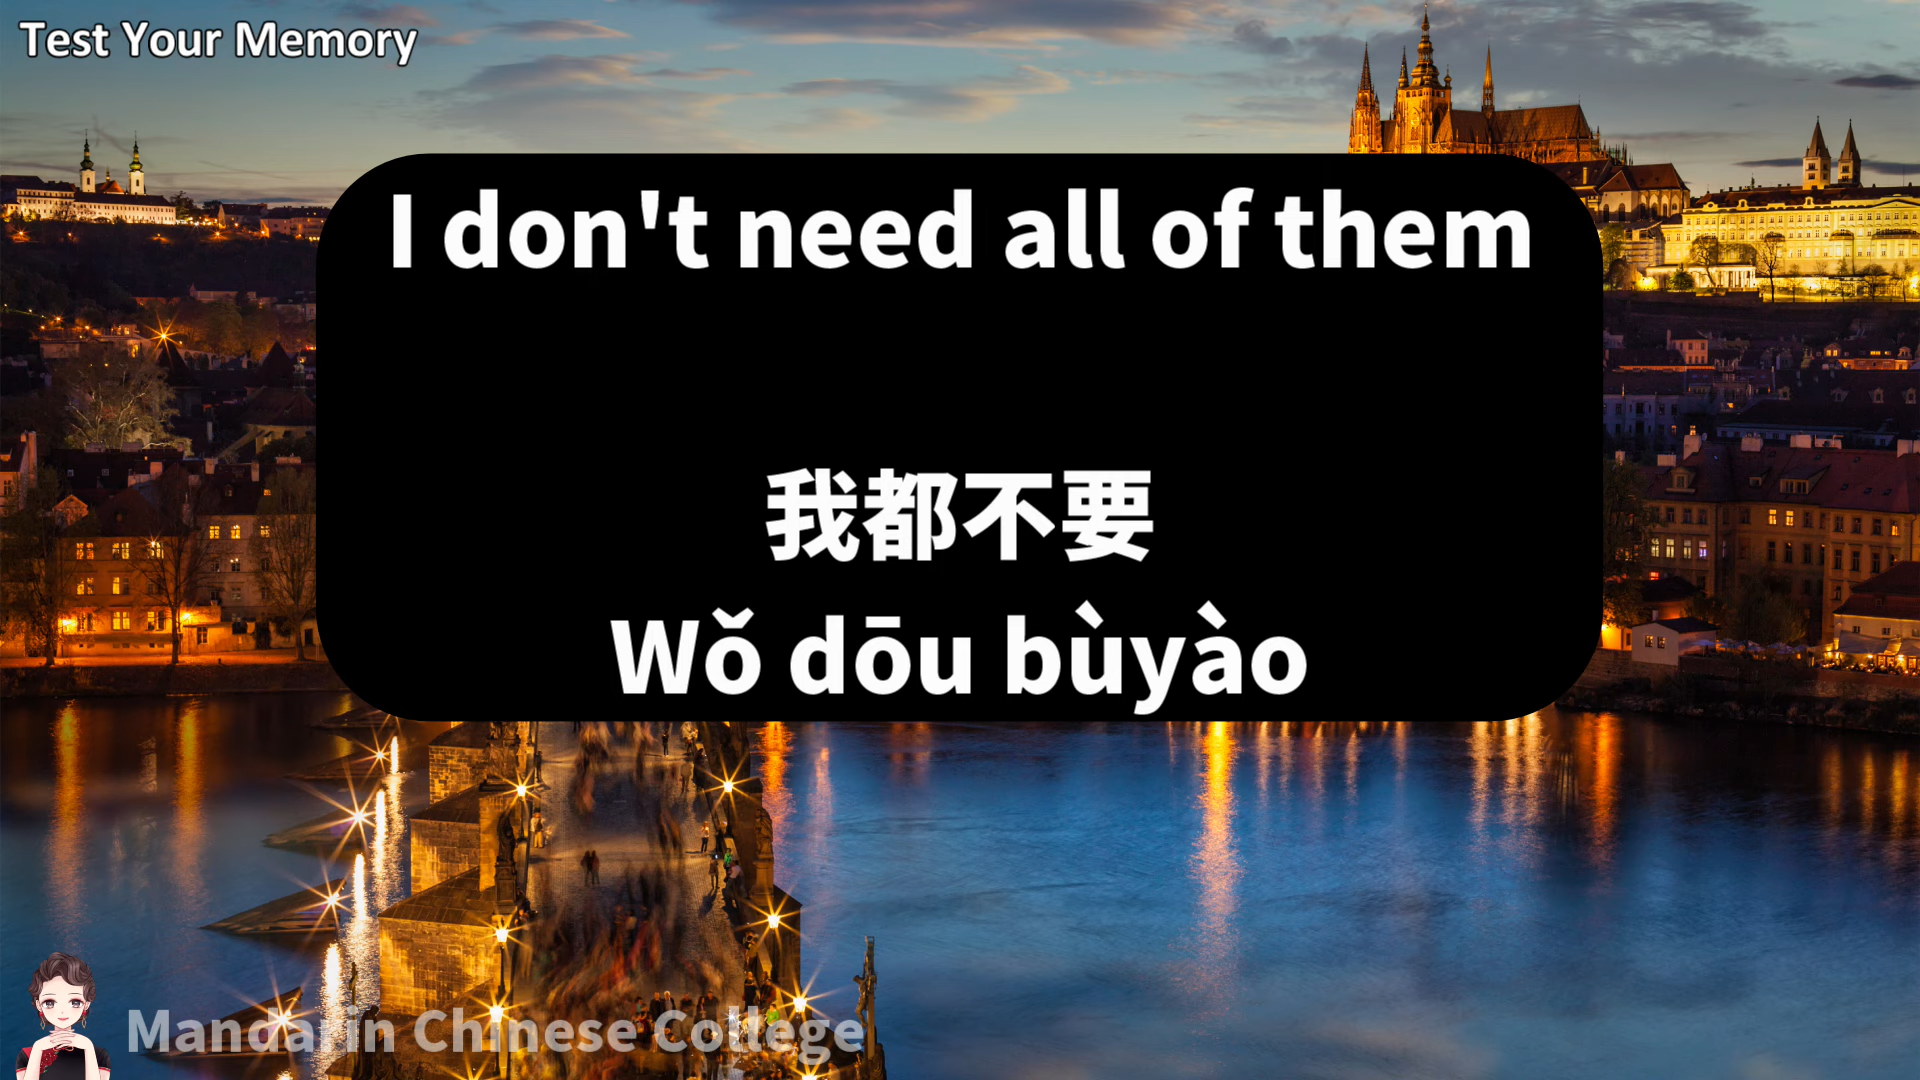 Test Your Memory
I don't need all of them
我都不要
Wǒ dōu bùyào
Mandarin Chinese College